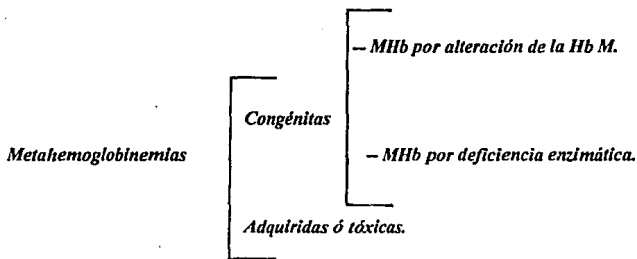 – MHb por alteración de la Hb M.
Congénitas
Metahemoglobinemias
– MHb por deficiencia enzimática.
Adquiridas ó tóxicas.